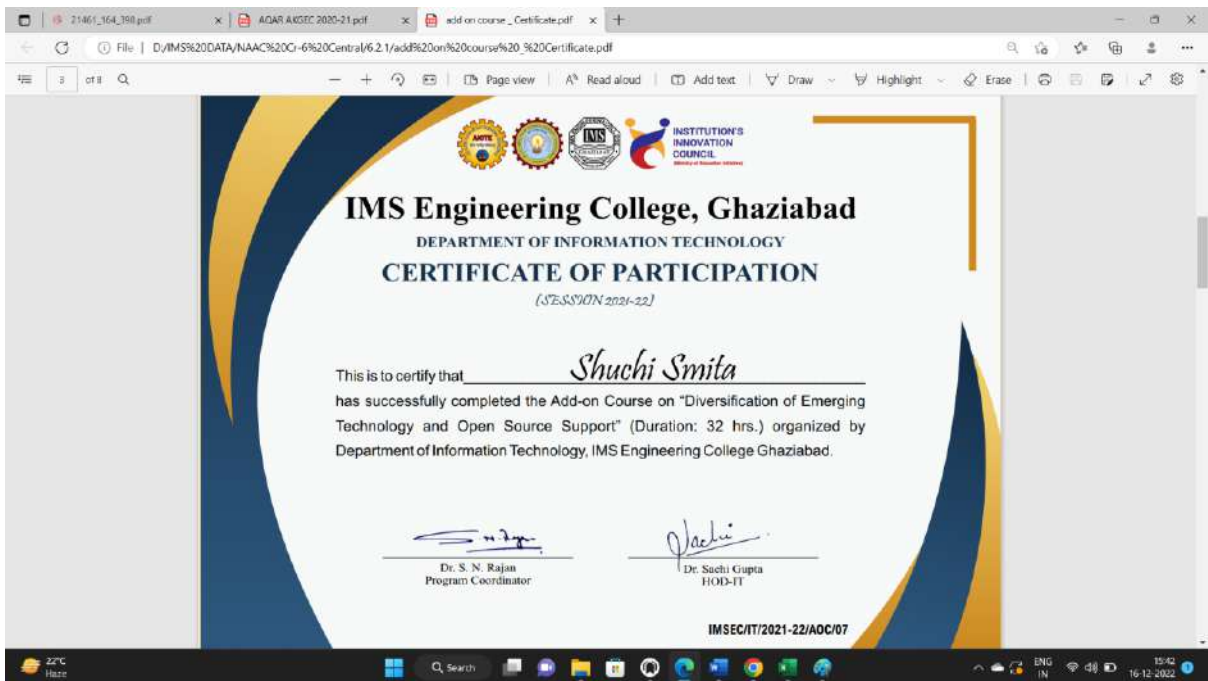 21461_164_390.pdf
AQAR AKGEC 2020-21.pdf
add on course _ Certificate.pdf
File | D:/IMS%20DATA/NAAC%20Cr-6%20Central/6.2.1/add%20on%20course%20_%20Certificate.pdf
3 of 8
Page view | Read aloud | Add text | Draw Highlight Erase
IMS
INSTITUTION'S
INNOVATION
COUNCIL
IMS Engineering College, Ghaziabad
DEPARTMENT OF INFORMATION TECHNOLOGY
CERTIFICATE OF PARTICIPATION
(SESSION 2021-22)
This is to certify that Shuchi Smita
has successfully completed the Add-on Course on "Diversification of Emerging
Technology and Open Source Support" (Duration: 32 hrs.) organized by
Department of Information Technology, IMS Engineering College Ghaziabad.
Dr. S. N. Rajan
Program Coordinator
Dr. Sachi Gupta
HOD-IT
IMSEC/IT/2021-22/AOC/07
22°C
Haze
Search
ENG
IN
15:42
16-12-2022